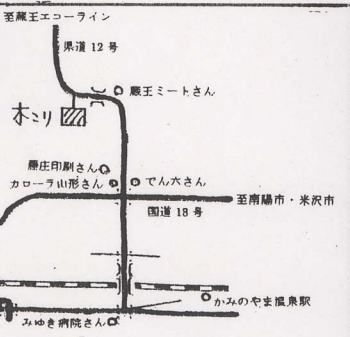 至蔵王エコーライン
県道12号
蔵王ミートさん
木こり
藤庄印刷さん
カローラ山形さん
でん六さん
至南陽市・米沢市
国道13号
かみのやま温泉駅
みゆき病院さん